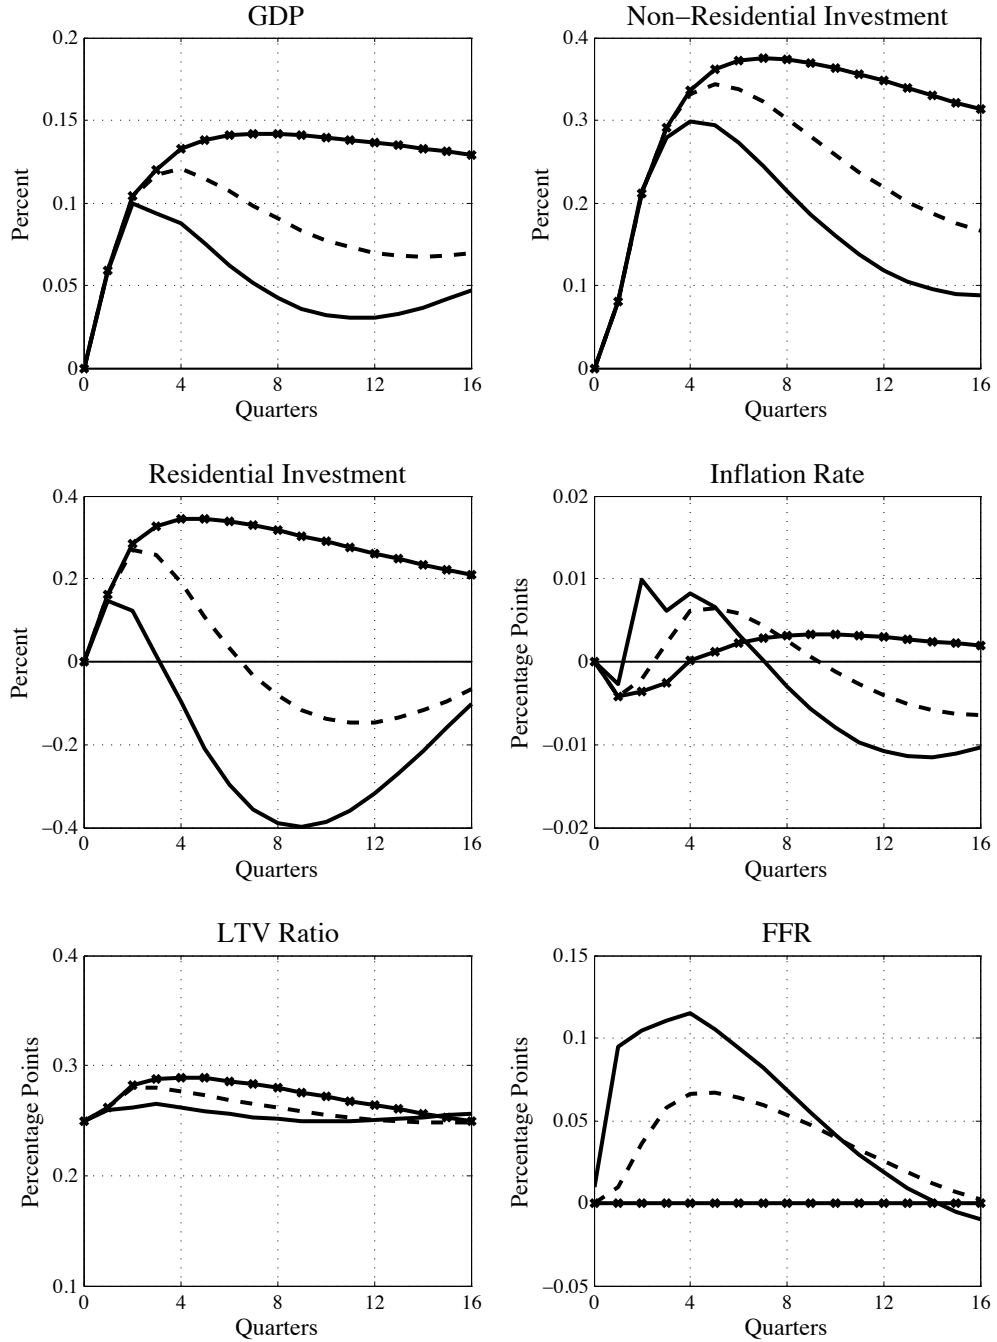 GDP
Percent
0.2
0.15
0.1
0.05
0
0 4 8 12 16
Quarters
Non−Residential Investment
Percent
0.4
0.3
0.2
0.1
0
0 4 8 12 16
Quarters
Residential Investment
Percent
0.4
0.2
0
−0.2
−0.4
0 4 8 12 16
Quarters
Inflation Rate
Percentage Points
0.02
0.01
0
−0.01
−0.02
0 4 8 12 16
Quarters
LTV Ratio
Percentage Points
0.4
0.3
0.2
0.1
0 4 8 12 16
Quarters
FFR
Percentage Points
0.15
0.1
0.05
0
−0.05
0 4 8 12 16
Quarters